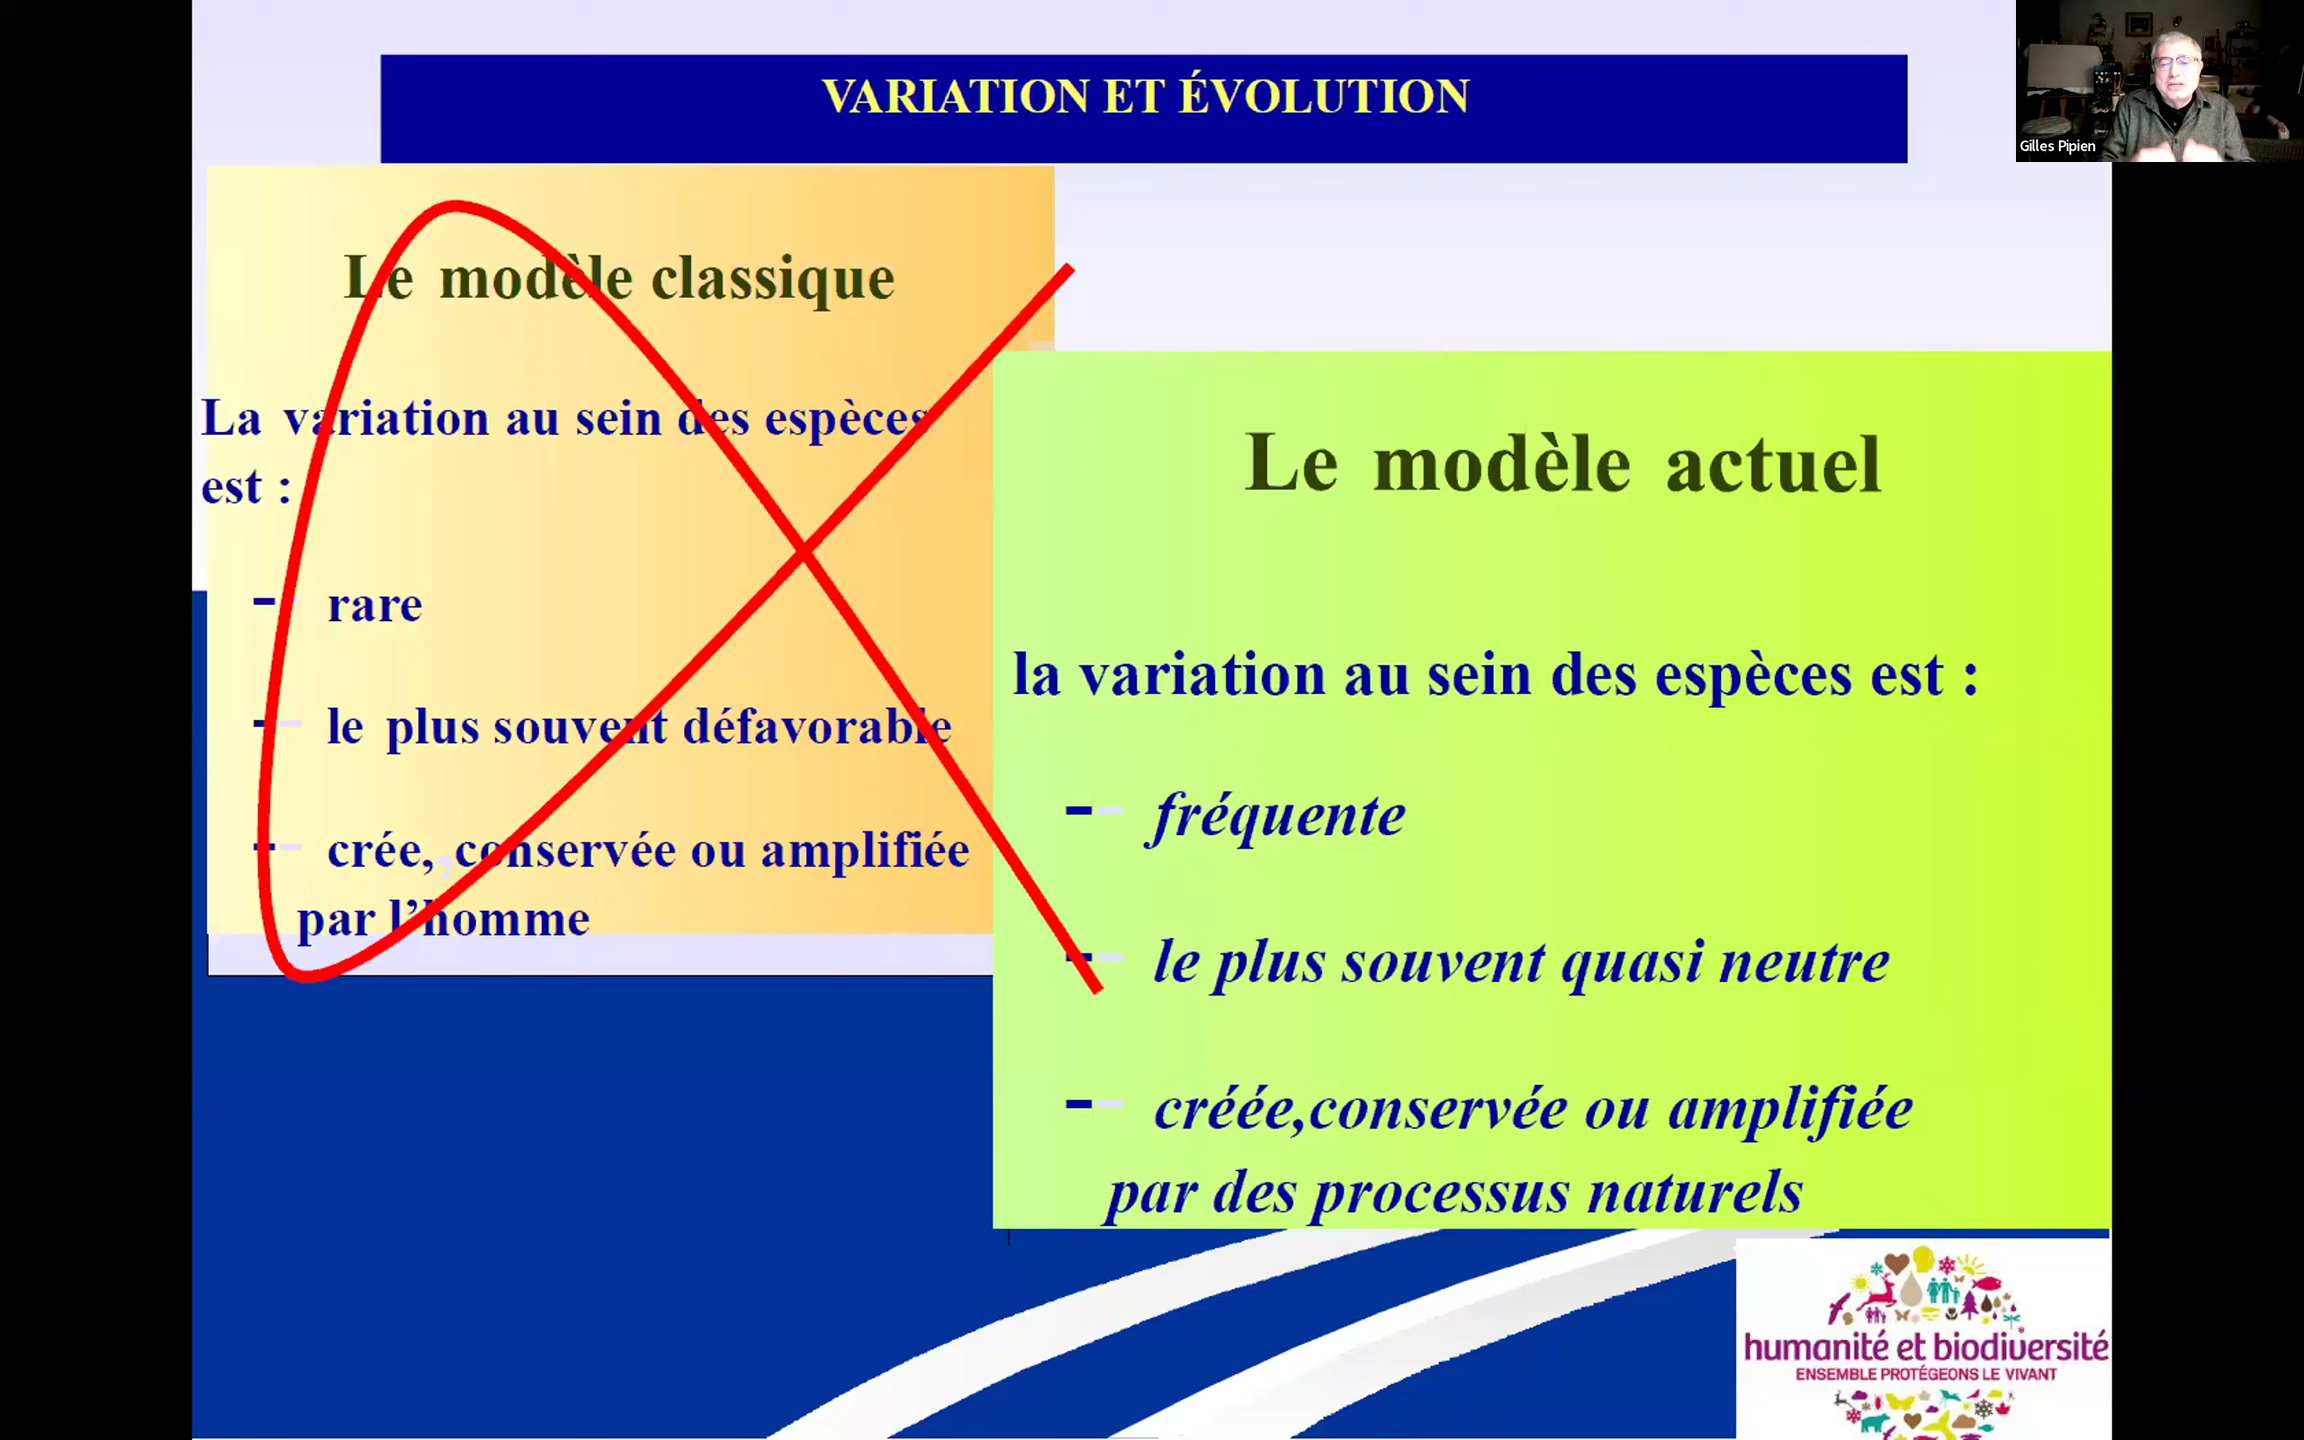 VARIATION ET ÉVOLUTION
Gilles Pipien
Le modèle classique
La variation au sein des espèces
est :
- rare
- le plus souvent défavorable
- crée, conservée ou amplifiée
par l’homme
Le modèle actuel
la variation au sein des espèces est :
- fréquente
- le plus souvent quasi neutre
- créée,conservée ou amplifiée
par des processus naturels
humanité et biodiversité
ENSEMBLE PROTÉGEONS LE VIVANT